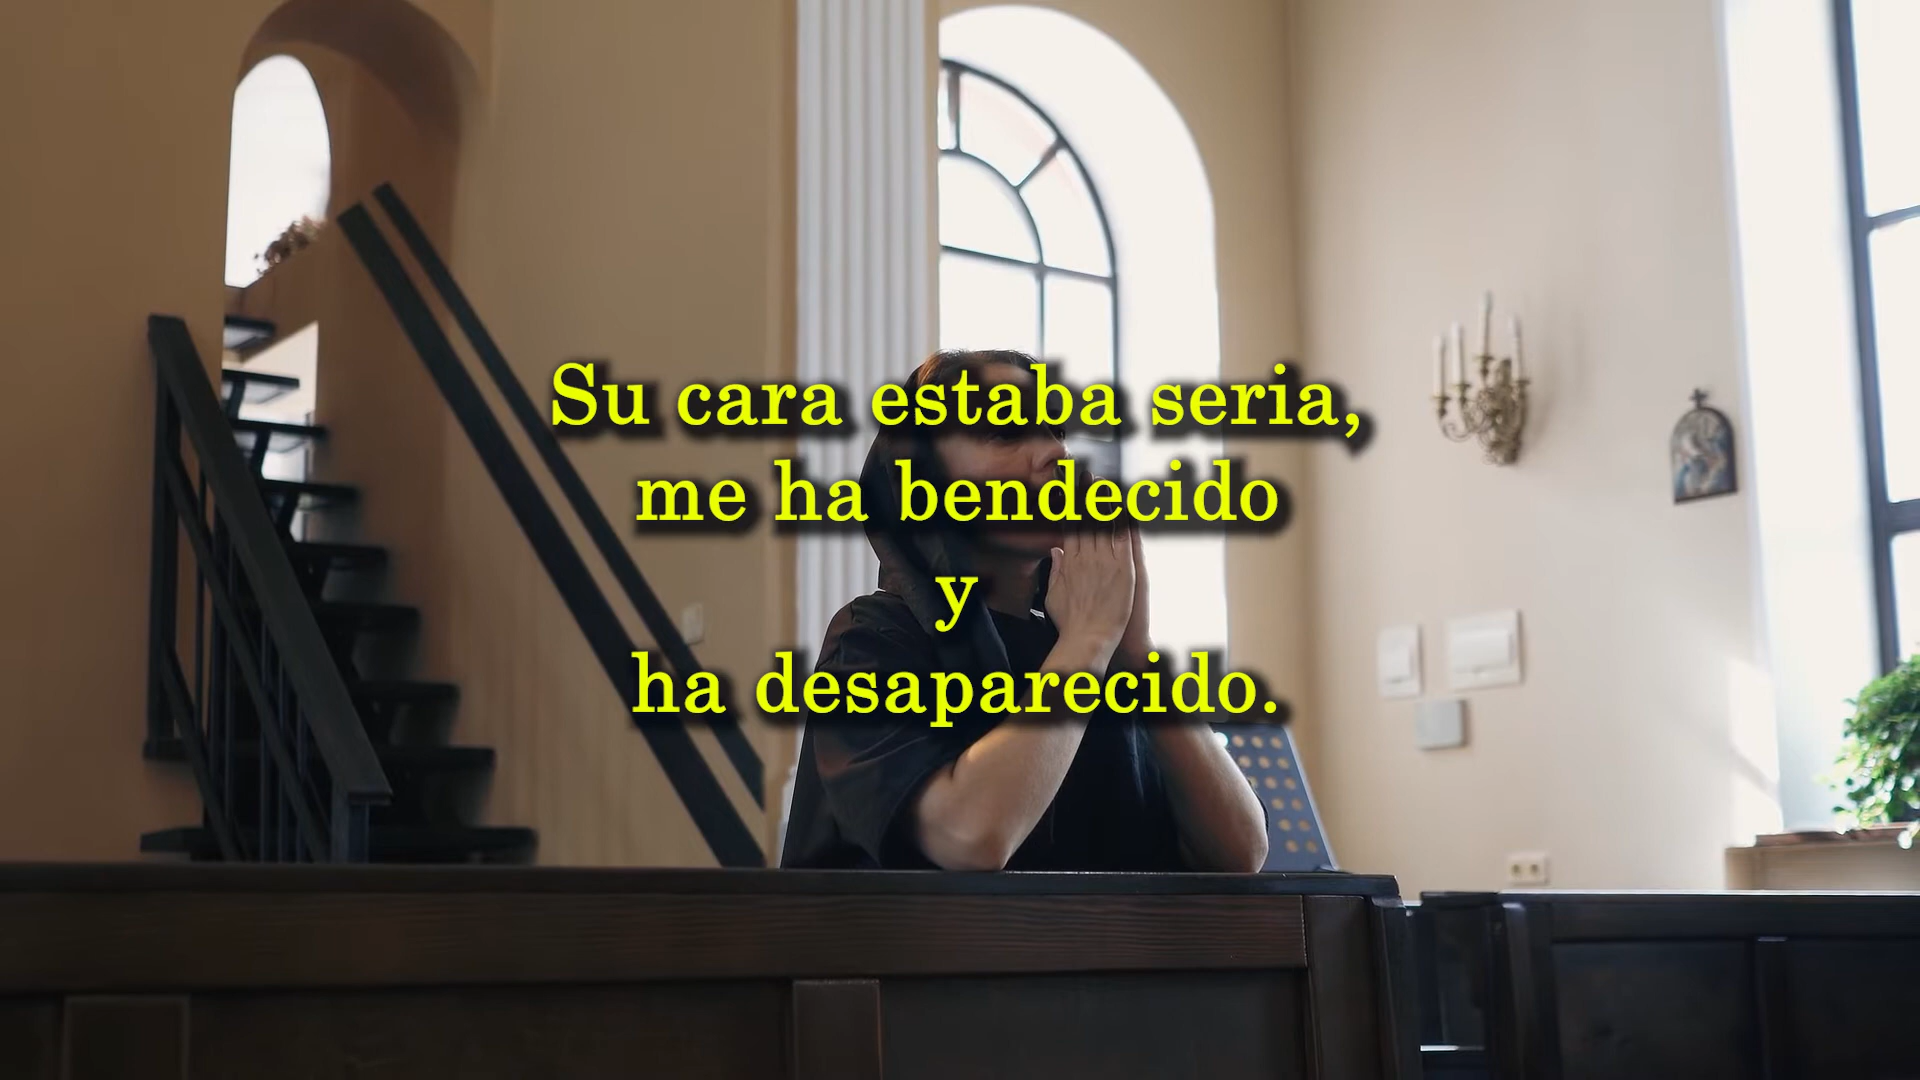 Su cara estaba seria,
me ha bendecido
y
ha desaparecido.